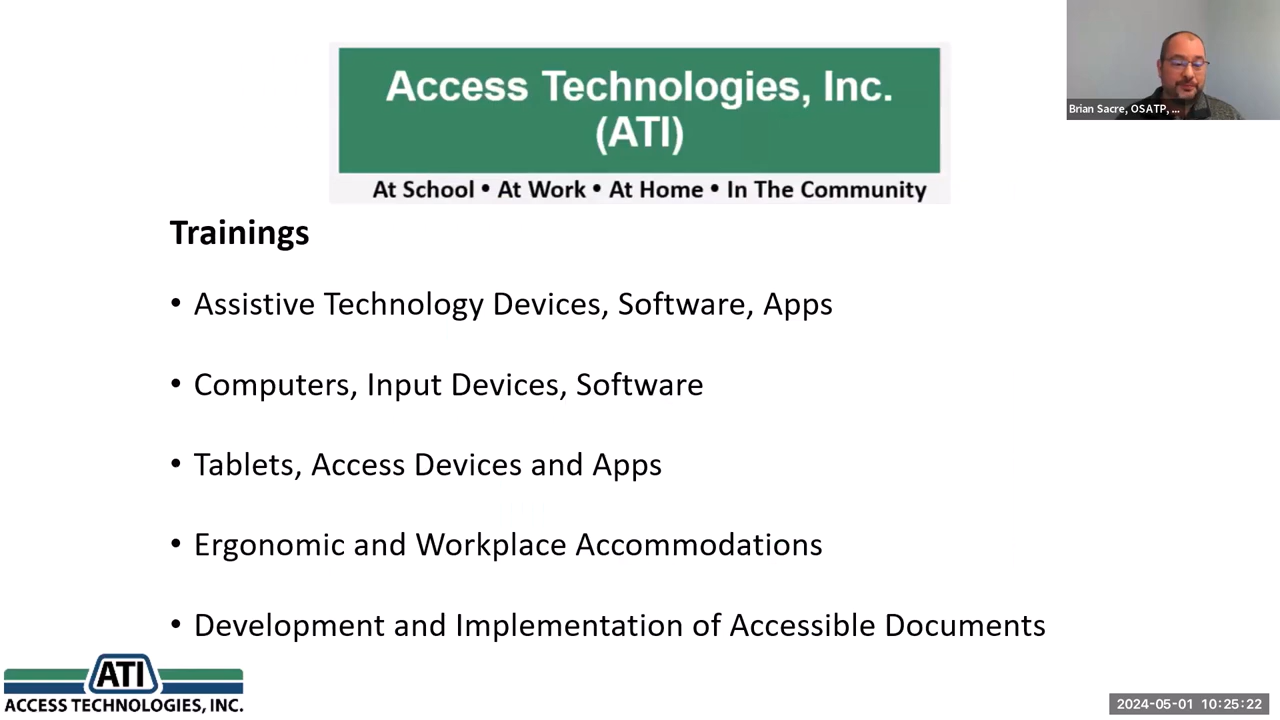 Access Technologies, Inc.
(ATI)
At School • At Work • At Home • In The Community
Brian Sacre, OSATP, ...
Trainings
• Assistive Technology Devices, Software, Apps
• Computers, Input Devices, Software
• Tablets, Access Devices and Apps
• Ergonomic and Workplace Accommodations
• Development and Implementation of Accessible Documents
ATI
ACCESS TECHNOLOGIES, INC.
2024-05-01 10:25:22